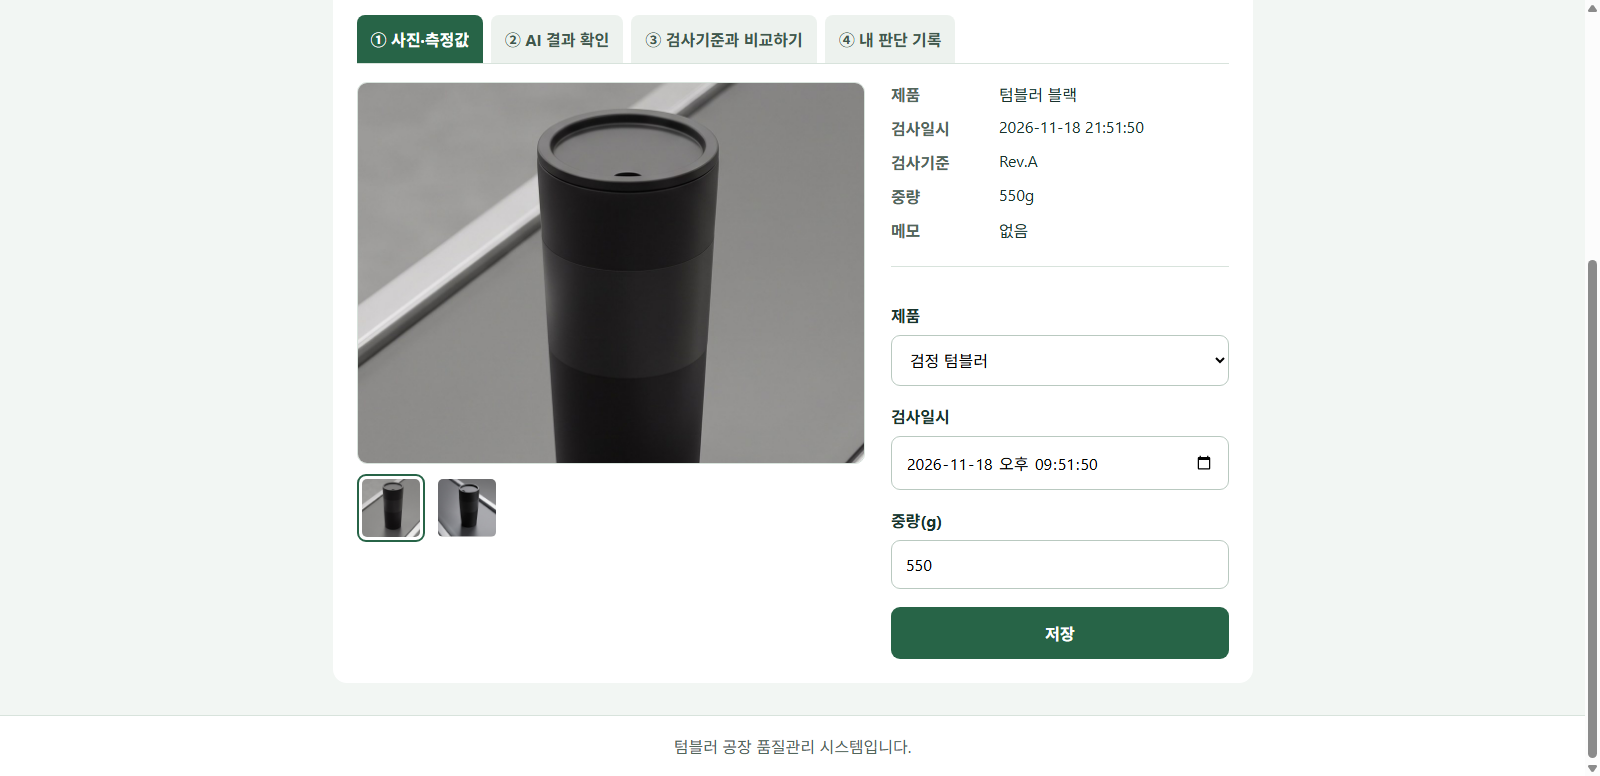 ① 사진·측정값
② AI 결과 확인
③ 검사기준과 비교하기
④ 내 판단 기록
제품 텀블러 블랙
검사일시 2026-11-18 21:51:50
검사기준 Rev.A
중량 550g
메모 없음
제품
검정 텀블러
검사일시
2026-11-18 오후 09:51:50
중량(g)
550
저장
텀블러 공장 품질관리 시스템입니다.